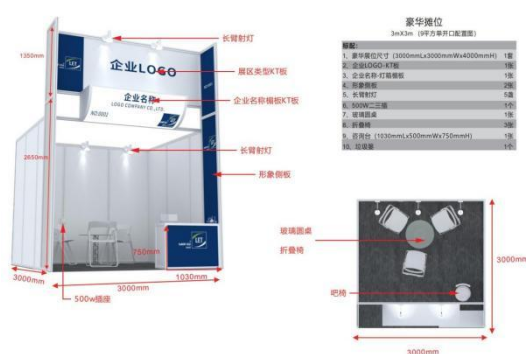 豪华摊位
3mX3m （9平方单开口配置图）
标配：
1、豪华展位尺寸（3000mmLx3000mmWx4000mmH） 1套
2、企业LOGO-KT板 1张
3、企业名称-灯箱楣板 1张
4、形象侧板 2张
5、长臂射灯 5盏
6、500W二三插 1个
7、玻璃圆桌 1张
8、折叠椅 3张
9、咨询台（1030mmLx500mmWx750mmH） 1张
10、垃圾篓 1个
长臂射灯
1350mm
企业LOGO
展区类型KT板
企业名称
LOGO COMPANY CO.,LTD.
NO:0001
企业名称楣板KT板
2650mm
长臂射灯
形象侧板
750mm
3000mm
3000mm
1030mm
500w插座
玻璃圆桌
折叠椅
吧椅
3000mm
3000mm